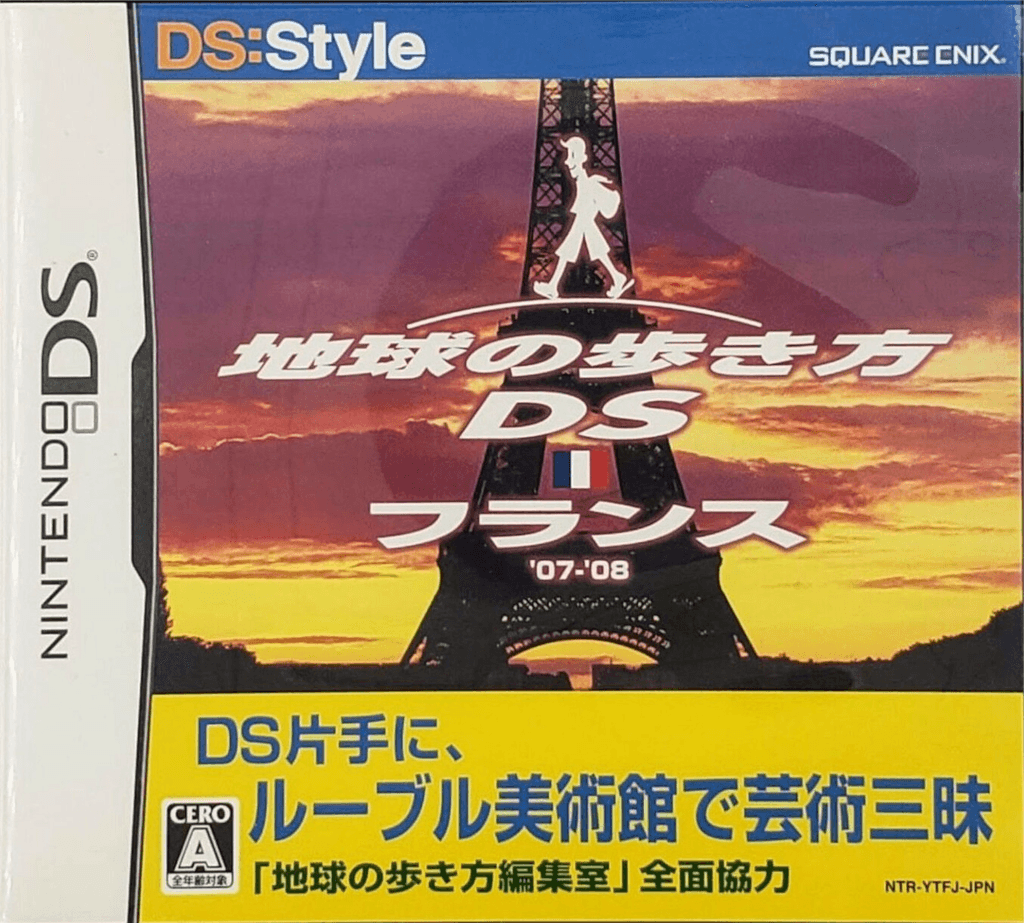 DS:Style
SQUARE ENIX®
NINTENDO DS®
地球の歩き方
DS
フランス
'07-'08
DS片手に、
ルーブル美術館で芸術三昧
CERO
A
全年齢対象
「地球の歩き方編集室」全面協力
NTR-YTFJ-JPN